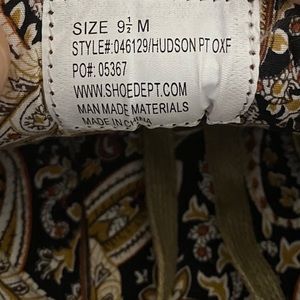 SIZE 9½ M
STYLE#:046129/HUDSON PT OXF
PO#: 05367
WWW.SHOEDEPT.COM
MAN MADE MATERIALS
MADE IN CHINA